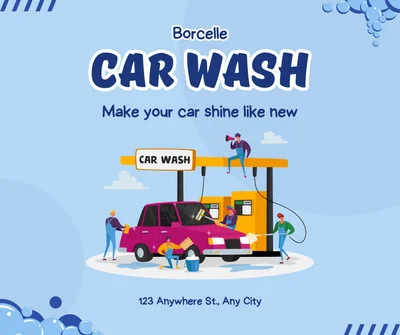 Borcelle
CAR WASH
Make your car shine like new
CAR WASH
123 Anywhere St., Any City